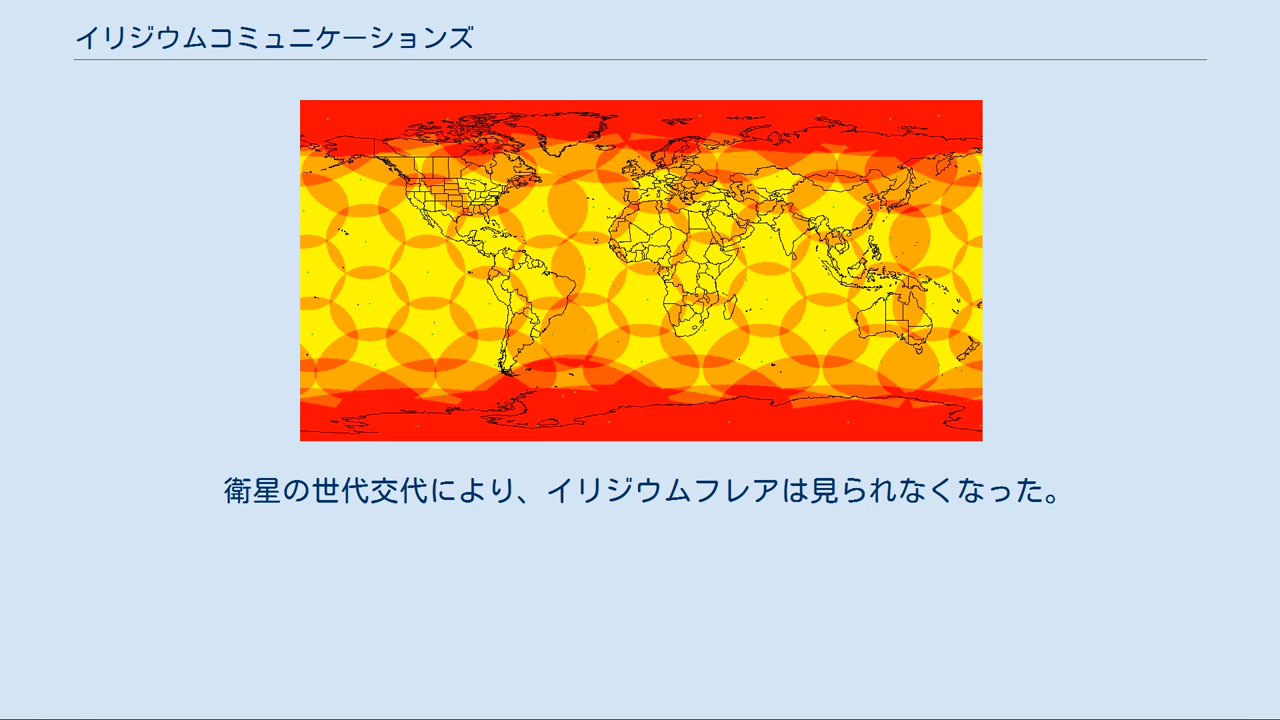 イリジウムコミュニケーションズ
衛星の世代交代により、イリジウムフレアは見られなくなった。